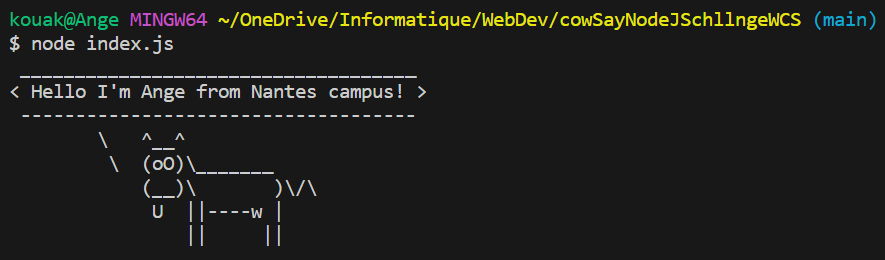 kouak@Ange MINGW64 ~/OneDrive/Informatique/WebDev/cowSayNodeJSchllngeWCS (main)
$ node index.js
 ____________________________________
< Hello I'm Ange from Nantes campus! >
 ------------------------------------
        \   ^__^
         \  (oO)\_______
            (__)\       )\/\
             U  ||----w |
                ||     ||